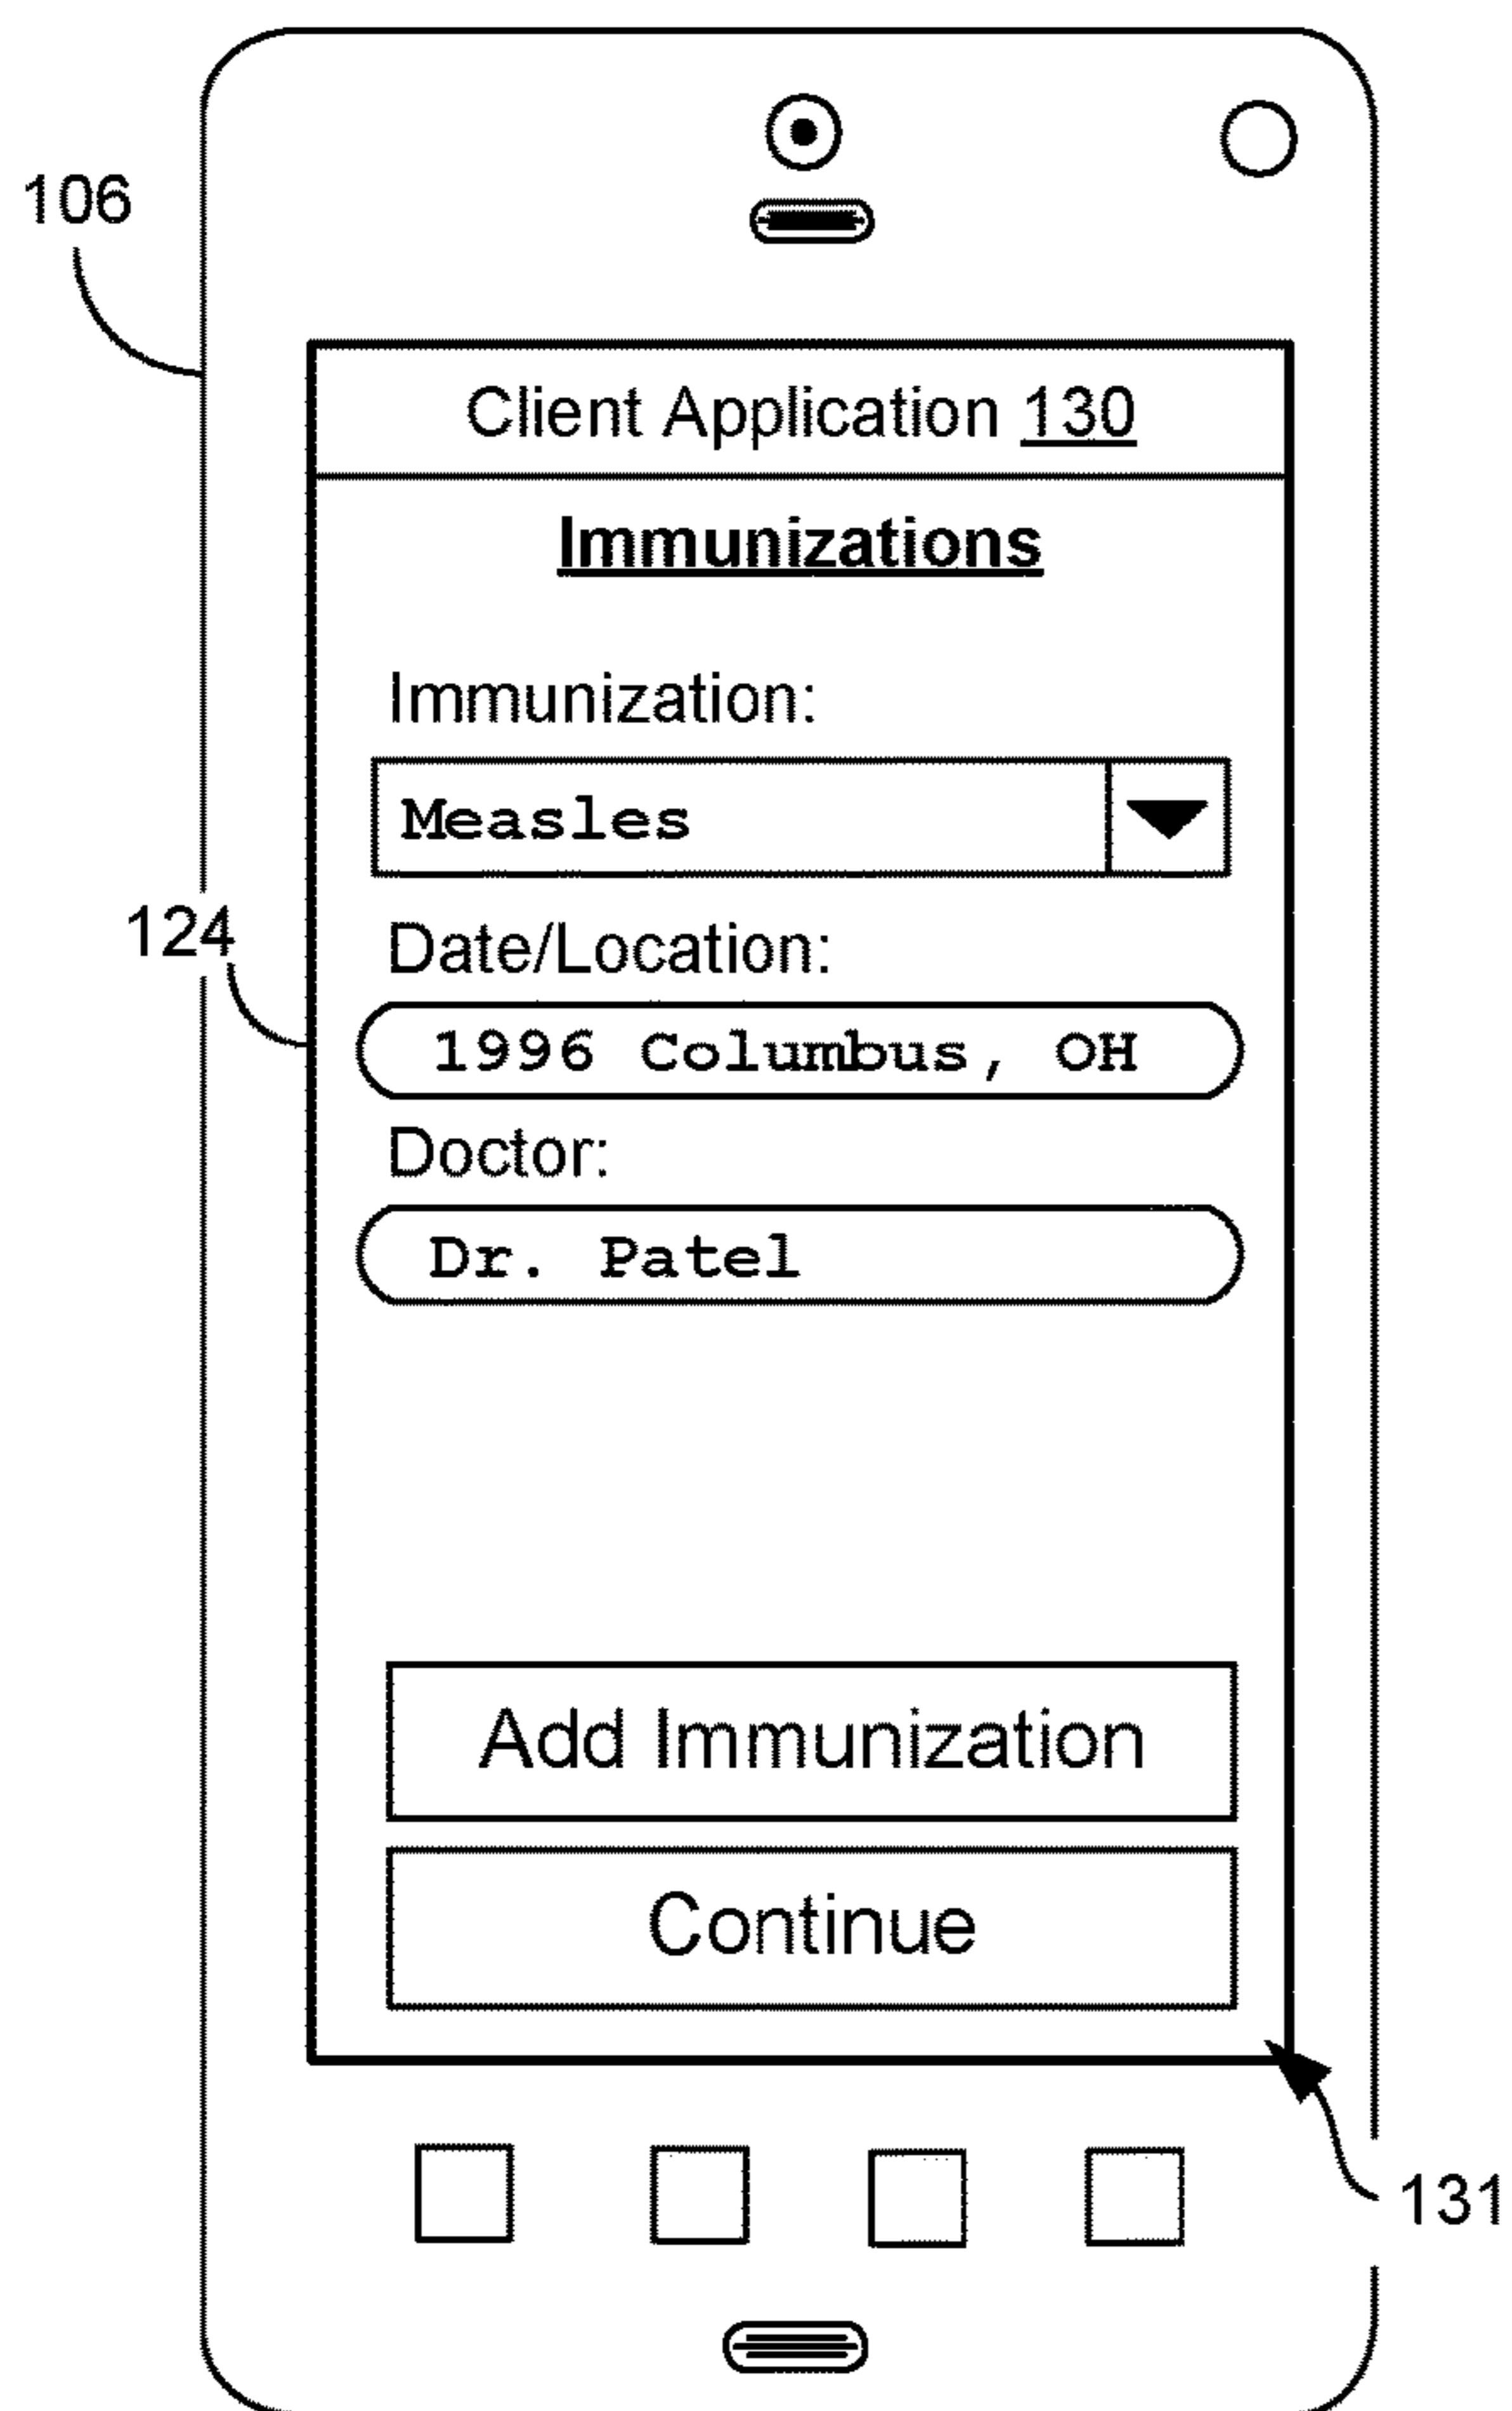 106
Client Application 130
Immunizations
Immunization:
Measles
124
Date/Location:
1996 Columbus, OH
Doctor:
Dr. Patel
Add Immunization
Continue
131